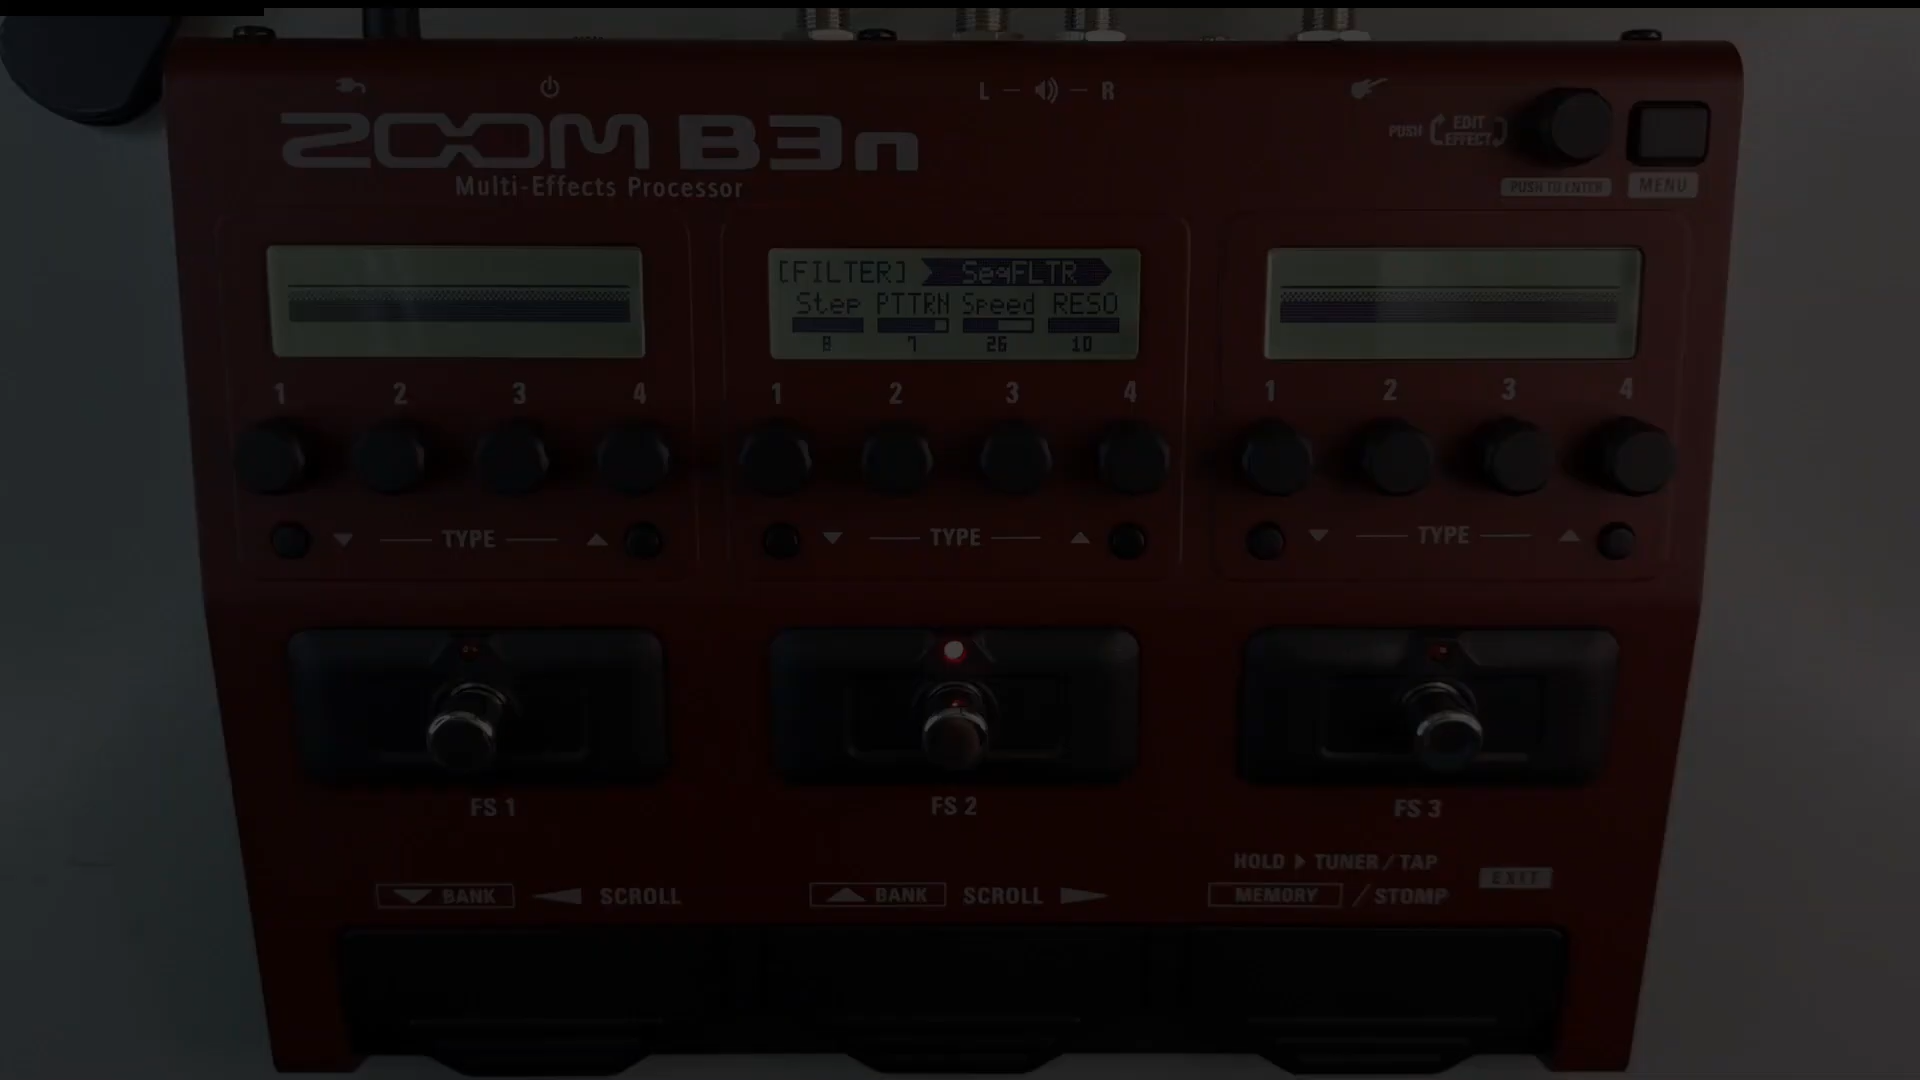 L R
PUSH EDIT EFFECT
ZOOM B3n
Multi-Effects Processor
PUSH TO ENTER MENU
[FILTER] SeqFLTR
Step PTTRN Speed RESO
8 7 26 10
1 2 3 4 1 2 3 4 1 2 3 4
TYPE TYPE TYPE
FS 1 FS 2 FS 3
HOLD TUNER/TAP
EXIT
BANK SCROLL BANK SCROLL MEMORY / STOMP